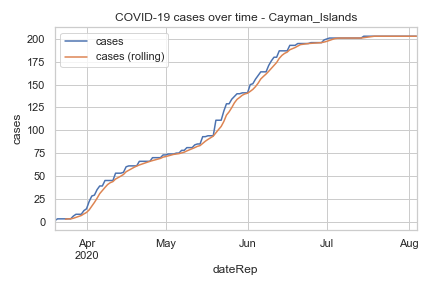 COVID-19 cases over time - Cayman_Islands
cases
cases (rolling)
cases
200
175
150
125
100
75
50
25
0
Apr
2020
May
Jun
Jul
Aug
dateRep